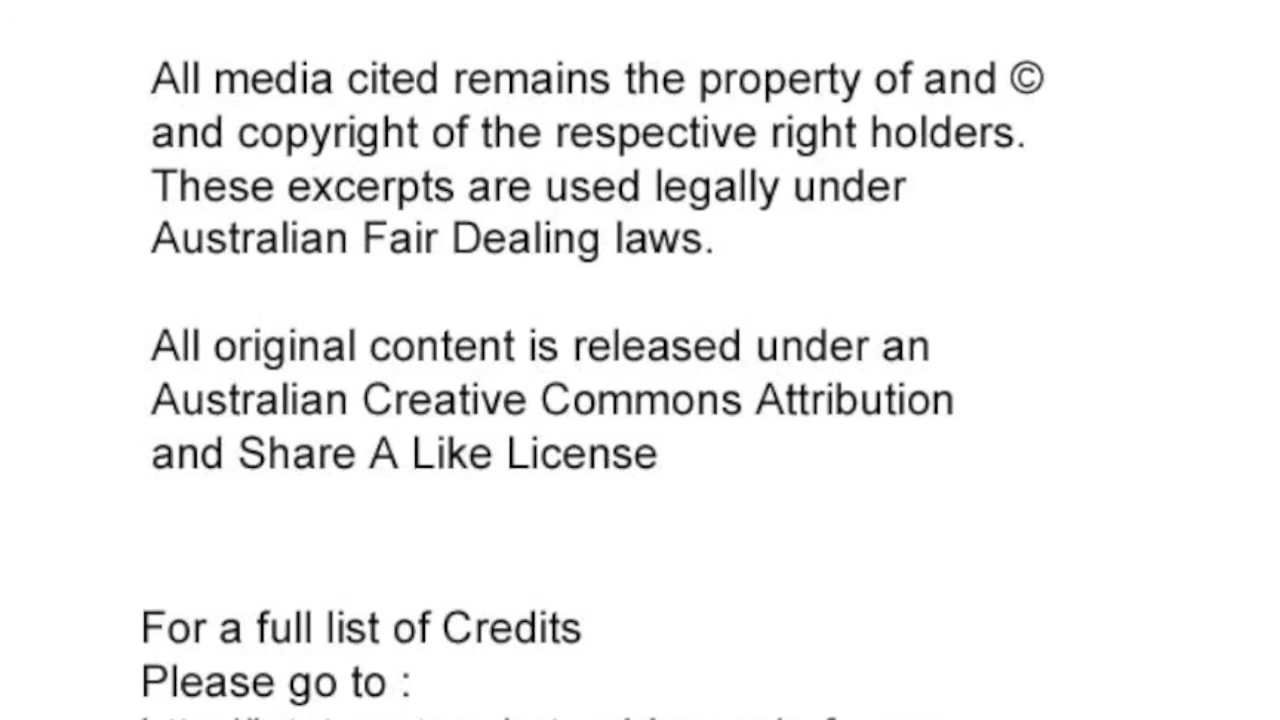 All media cited remains the property of and ©
and copyright of the respective right holders.
These excerpts are used legally under
Australian Fair Dealing laws.
All original content is released under an
Australian Creative Commons Attribution
and Share A Like License
For a full list of Credits
Please go to :